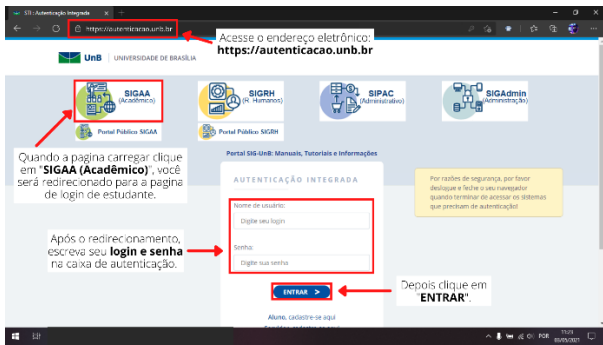 STI - Autenticação Integrada
https://autenticacao.unb.br
Acesse o endereço eletrônico:
https://autenticacao.unb.br
UnB | UNIVERSIDADE DE BRASÍLIA
SIGAA
(Acadêmico)
SIGRH
(R. Humanos)
SIPAC
(Administrativo)
SIGAdmin
(Administração)
Portal Público SIGAA
Portal Público SIGRH
Quando a pagina carregar clique
em "SIGAA (Acadêmico)", você
será redirecionado para a pagina
de login de estudante.
Portal SIG-UnB: Manuais, Tutoriais e Informações
AUTENTICAÇÃO INTEGRADA
Por razões de segurança, por favor
deslogue e feche o seu navegador
quando terminar de acessar os sistemas
que precisam de autenticação!
Nome de usuário:
Digite seu login
Após o redirecionamento,
escreva seu login e senha
na caixa de autenticação.
Senha:
Digite sua senha
ENTRAR >
Depois clique em
"ENTRAR".
Aluno, cadastre-se aqui
POR
11:23